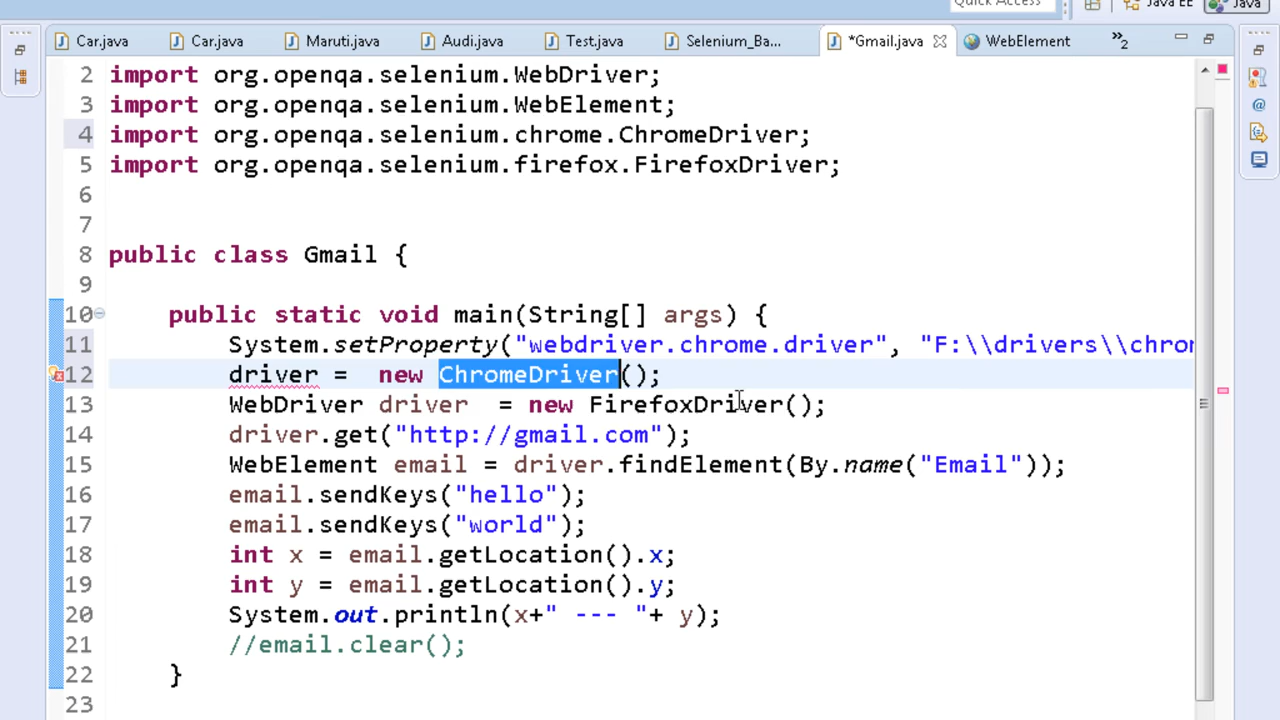 Quick Access
Java EE
Java
Car.java
Car.java
Maruti.java
Audi.java
Test.java
Selenium_Ba...
*Gmail.java
WebElement
2
2 import org.openqa.selenium.WebDriver;
3 import org.openqa.selenium.WebElement;
4 import org.openqa.selenium.chrome.ChromeDriver;
5 import org.openqa.selenium.firefox.FirefoxDriver;
6
7
8 public class Gmail {
9
10 public static void main(String[] args) {
11 System.setProperty("webdriver.chrome.driver", "F:\\drivers\\chron
12 driver = new ChromeDriver();
13 WebDriver driver = new FirefoxDriver();
14 driver.get("http://gmail.com");
15 WebElement email = driver.findElement(By.name("Email"));
16 email.sendKeys("hello");
17 email.sendKeys("world");
18 int x = email.getLocation().x;
19 int y = email.getLocation().y;
20 System.out.println(x+" --- "+ y);
21 //email.clear();
22 }
23